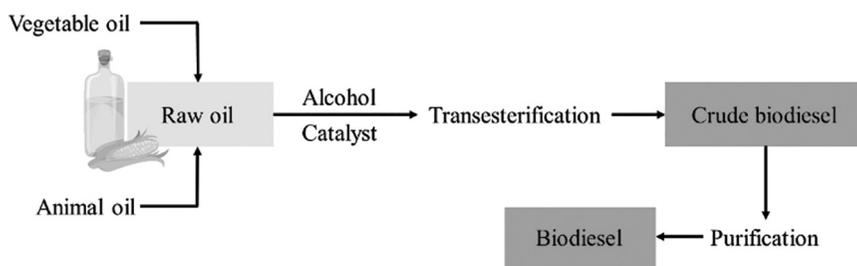 Vegetable oil
Raw oil
Animal oil
Alcohol
Catalyst
Transesterification
Crude biodiesel
Purification
Biodiesel